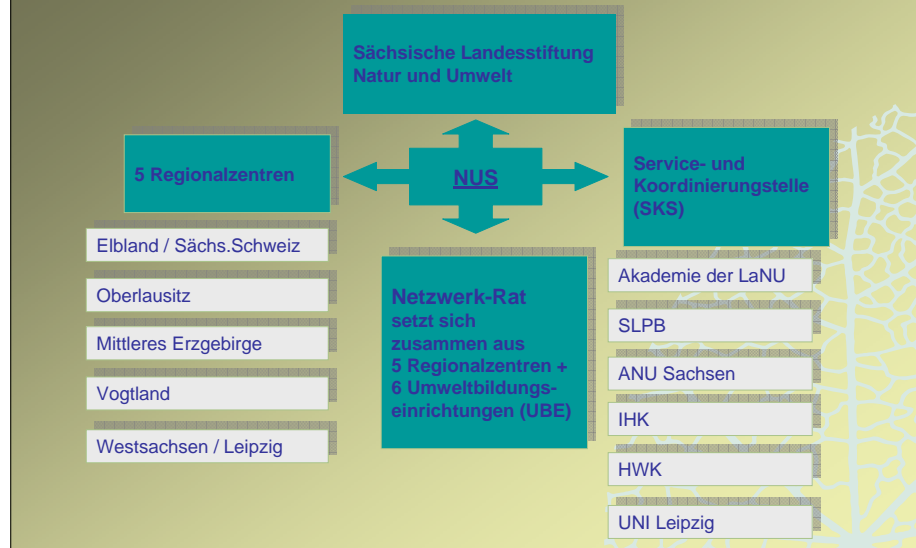 Sächsische Landesstiftung
Natur und Umwelt
5 Regionalzentren
NUS
Service- und
Koordinierungstelle
(SKS)
Elbland / Sächs.Schweiz
Oberlausitz
Mittleres Erzgebirge
Vogtland
Westsachsen / Leipzig
Netzwerk-Rat
setzt sich
zusammen aus
5 Regionalzentren +
6 Umweltbildungs-
einrichtungen (UBE)
Akademie der LaNU
SLPB
ANU Sachsen
IHK
HWK
UNI Leipzig